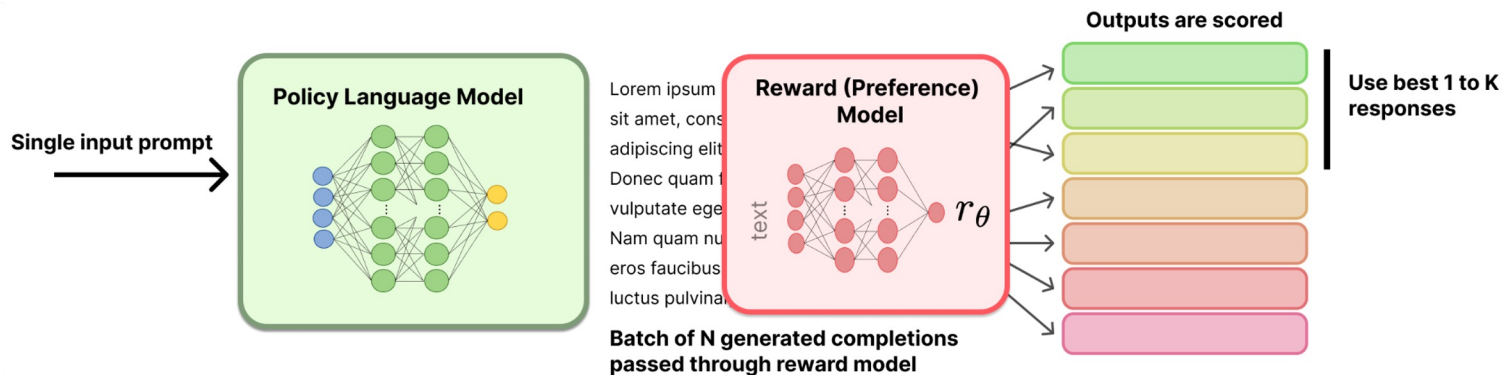 Outputs are scored
Policy Language Model
Single input prompt
Lorem ipsum
sit amet, cons
adipiscing elit
Donec quam f
vulputate ege
Nam quam nu
eros faucibus
luctus pulvinar
Batch of N generated completions
passed through reward model
Reward (Preference)
Model
text
rθ
Use best 1 to K
responses